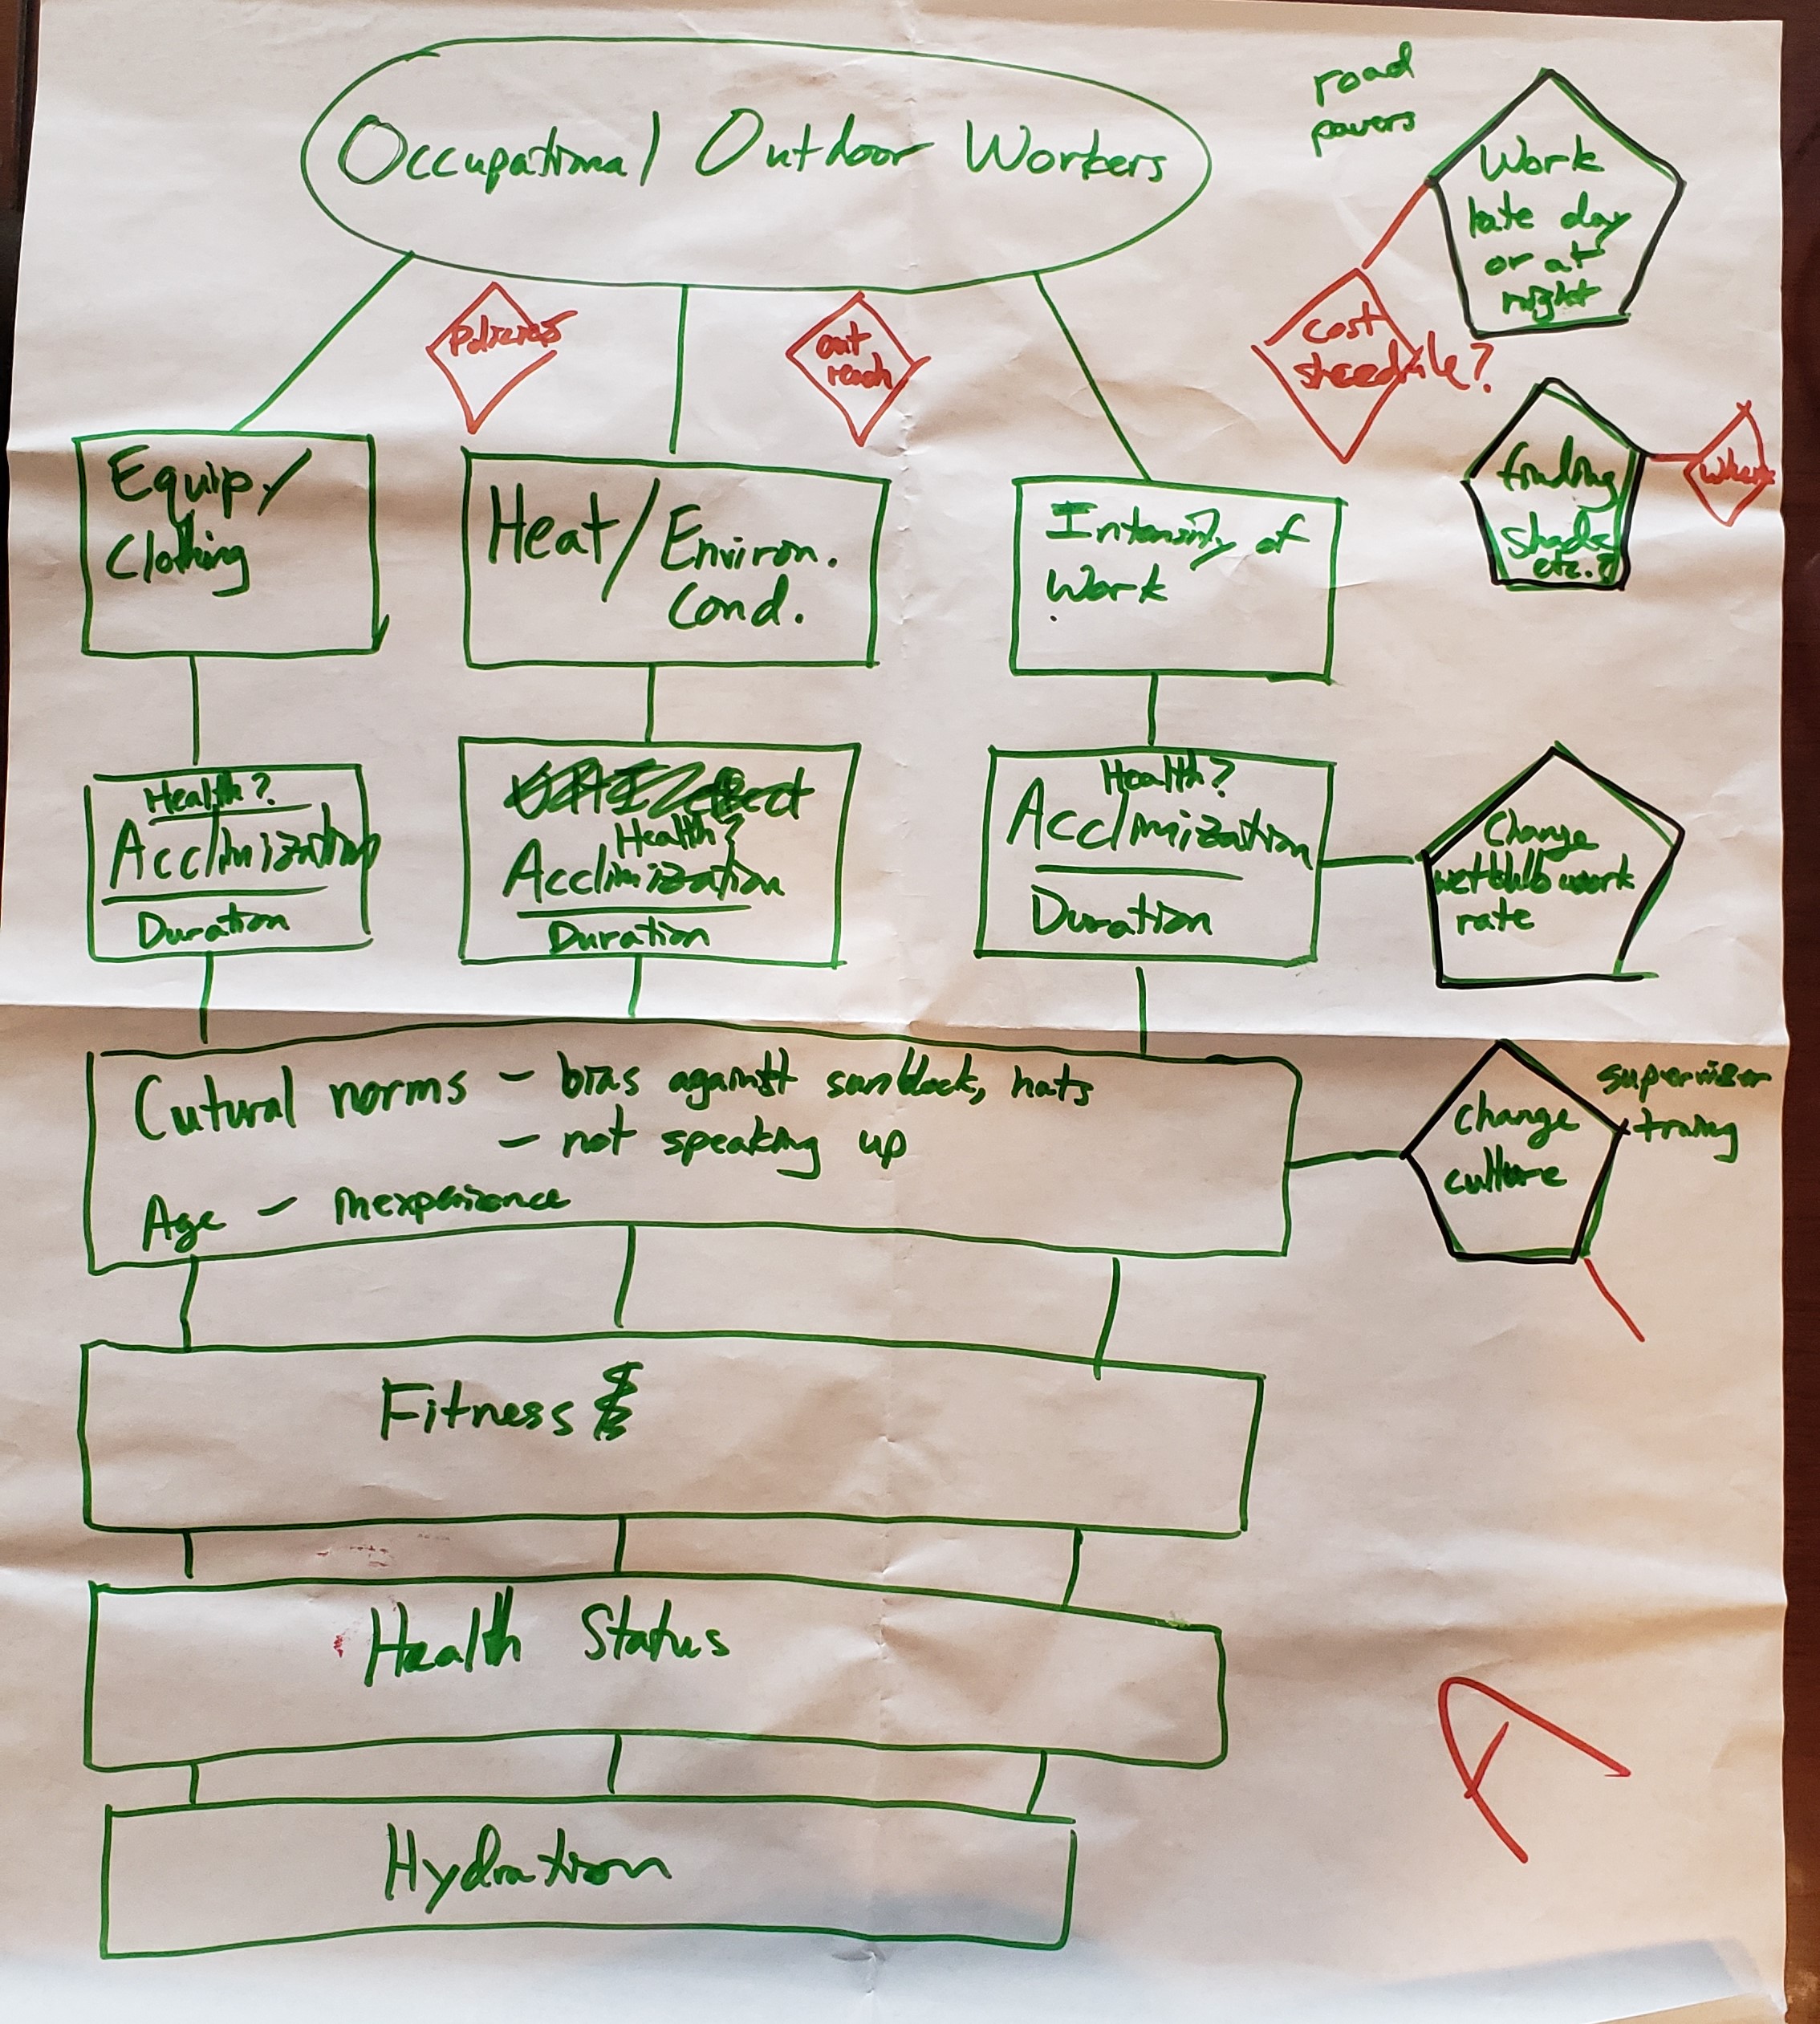 Occupational Outdoor Workers
road
pavers
Work
late day
or at
night
Policies
out
reach
cost
?
finding
shade
etc.?
where
Equip/
Clothing
Heat/Environ.
Cond.
Intensity of
Work
Health?
Acclimization
Duration
effect
Health?
Acclimization
Duration
Health?
Acclimization
Duration
Change
wetbulb work
rate
Cutural norms - bias against sunblock, hats
- not speaking up
Age - inexperience
Change
culture
supervisor
Fitness
Health Status
Hydration
A